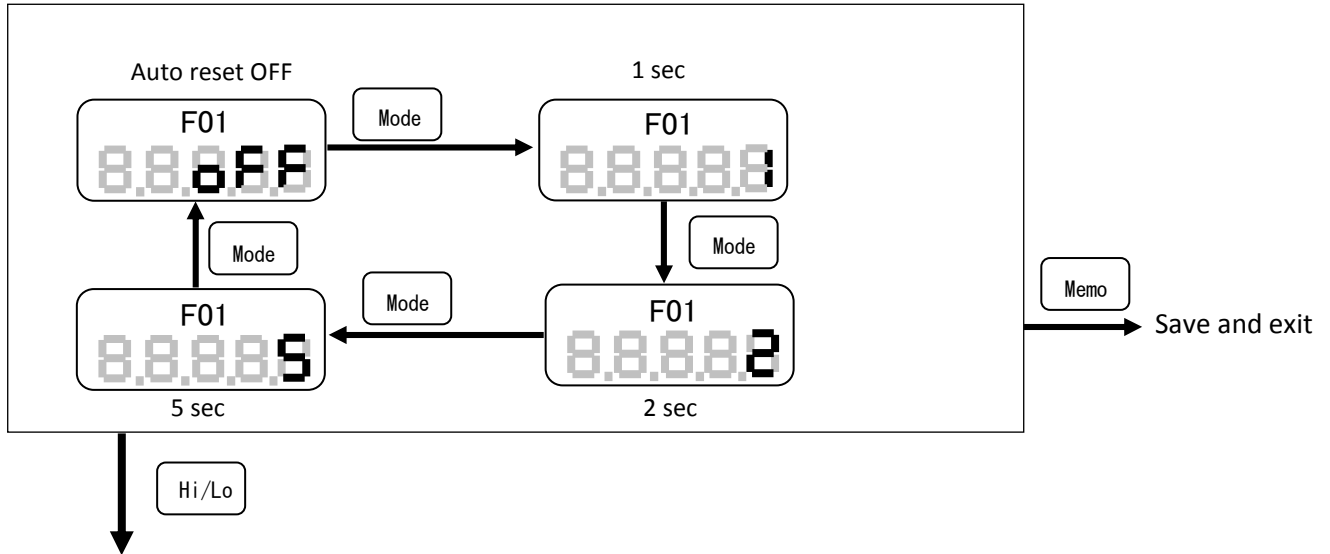 Auto reset OFF
1 sec
F01
oFF
Mode
F01
1
Mode
Mode
F01
5
Mode
F01
2
Memo
Save and exit
5 sec
2 sec
Hi/Lo